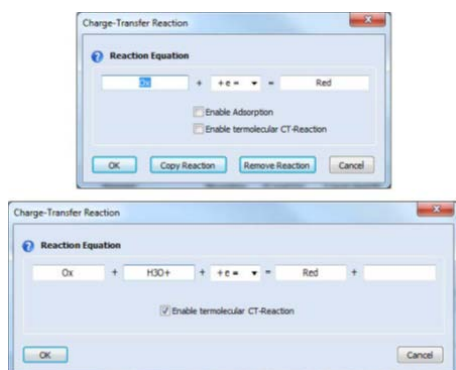 Charge-Transfer Reaction
Reaction Equation
Ox + +e = = Red
Enable Adsorption
Enable termolecular CT-Reaction
OK Copy Reaction Remove Reaction Cancel
Charge-Transfer Reaction
Reaction Equation
Ox + H3O+ + +e = = Red +
Enable termolecular CT-Reaction
OK Cancel